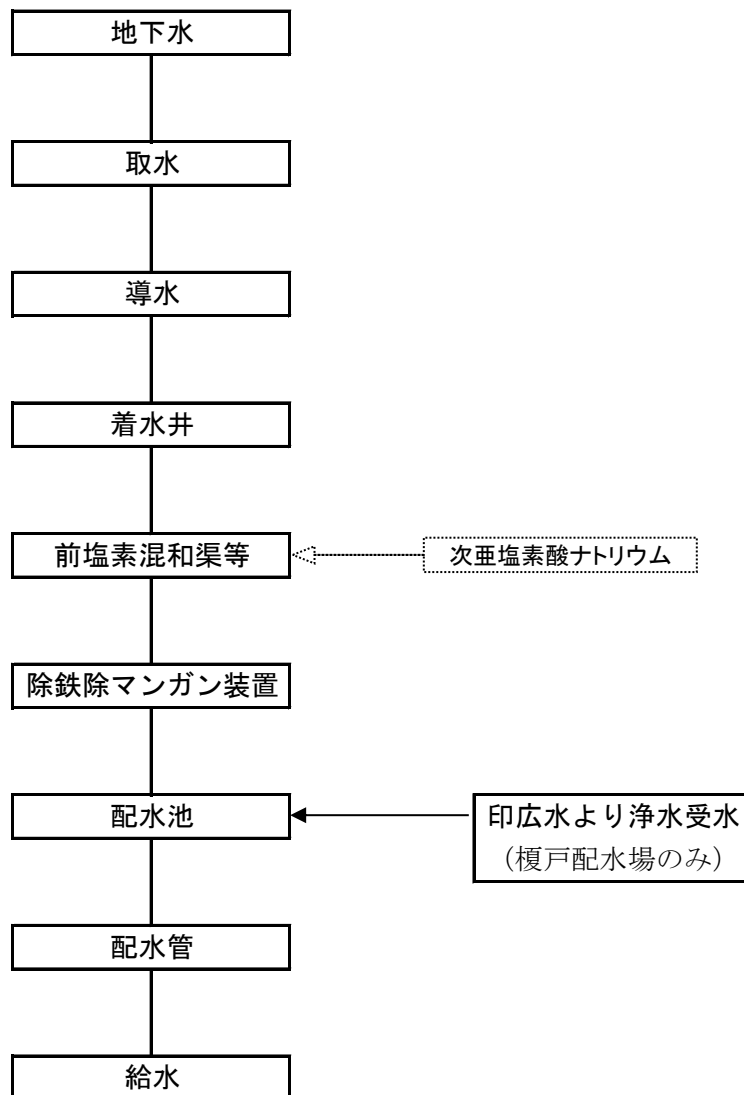 地下水
取水
導水
着水井
前塩素混和渠等
次亜塩素酸ナトリウム
除鉄除マンガン装置
配水池
印広水より浄水受水
（榎戸配水場のみ）
配水管
給水